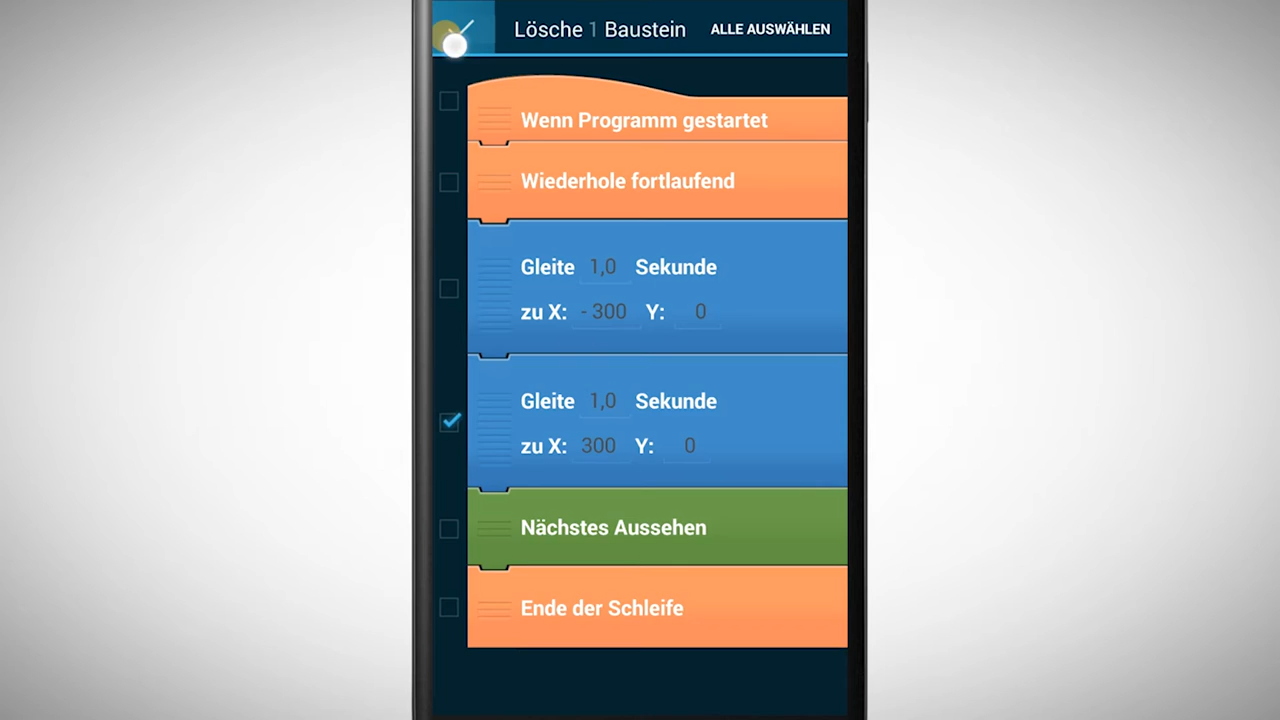 Lösche 1 Baustein ALLE AUSWÄHLEN
Wenn Programm gestartet
Wiederhole fortlaufend
Gleite 1,0 Sekunde
zu X: - 300 Y: 0
Gleite 1,0 Sekunde
zu X: 300 Y: 0
Nächstes Aussehen
Ende der Schleife